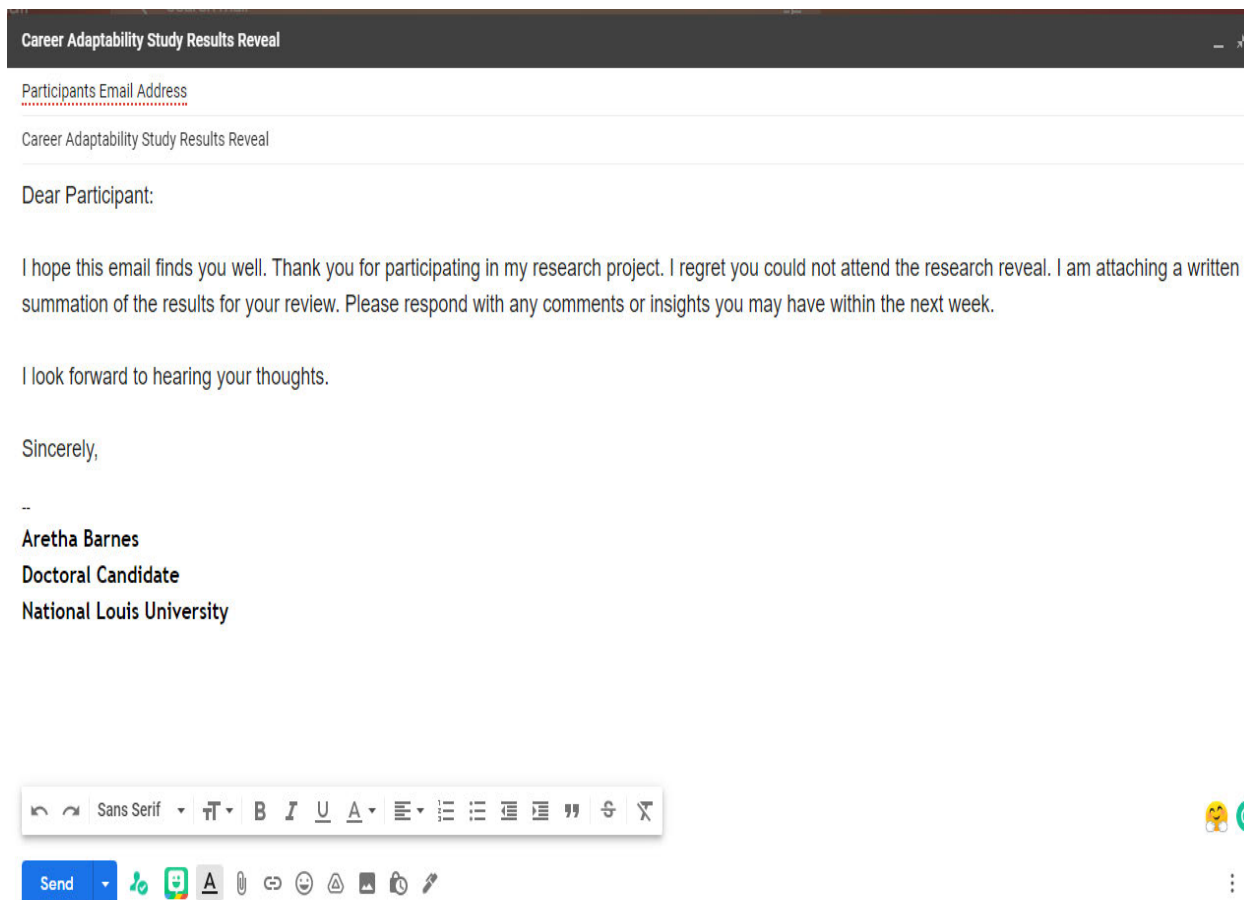 Career Adaptability Study Results Reveal
Participants Email Address
Career Adaptability Study Results Reveal
Dear Participant:
I hope this email finds you well. Thank you for participating in my research project. I regret you could not attend the research reveal. I am attaching a written
summation of the results for your review. Please respond with any comments or insights you may have within the next week.
I look forward to hearing your thoughts.
Sincerely,
--
Aretha Barnes
Doctoral Candidate
National Louis University
Sans Serif
Send